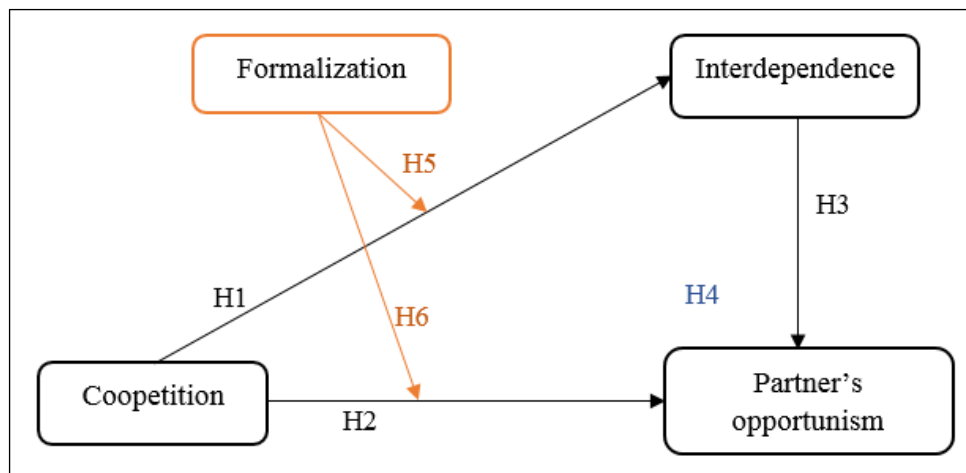 Formalization
Interdependence
H5
H3
H1
H4
H6
Coopetition
H2
Partner's
opportunism